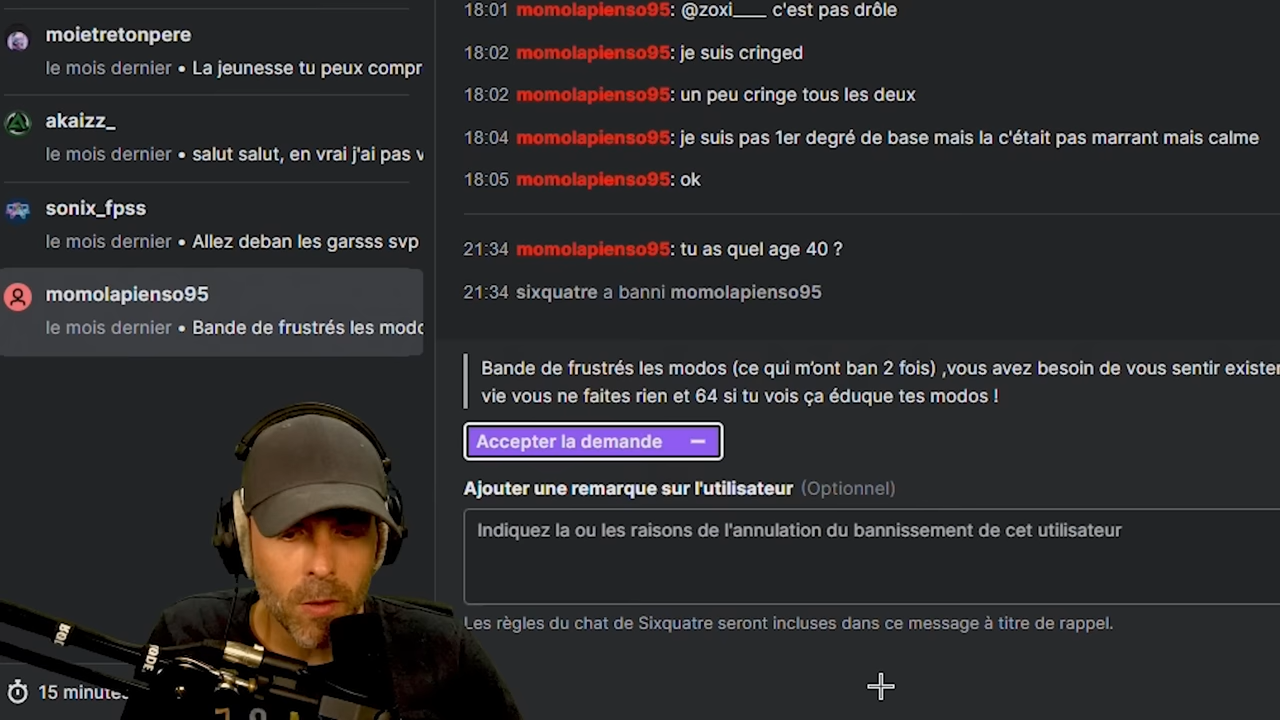 moietretonpere
le mois dernier • La jeunesse tu peux compr
akaizz_
le mois dernier • salut salut, en vrai j'ai pas v
sonix_fpss
le mois dernier • Allez deban les garsss svp
momolapienso95
le mois dernier • Bande de frustrés les modo
15 minutes
18:01 momolapienso95: @zoxi____ c'est pas drôle
18:02 momolapienso95: je suis cringed
18:02 momolapienso95: un peu cringe tous les deux
18:04 momolapienso95: je suis pas 1er degré de base mais la c'était pas marrant mais calme
18:05 momolapienso95: ok
21:34 momolapienso95: tu as quel age 40 ?
21:34 sixquatre a banni momolapienso95
Bande de frustrés les modos (ce qui m'ont ban 2 fois) ,vous avez besoin de vous sentir exister
vie vous ne faites rien et 64 si tu vois ça éduque tes modos !
Accepter la demande
Ajouter une remarque sur l'utilisateur (Optionnel)
Indiquez la ou les raisons de l'annulation du bannissement de cet utilisateur
Les règles du chat de Sixquatre seront incluses dans ce message à titre de rappel.